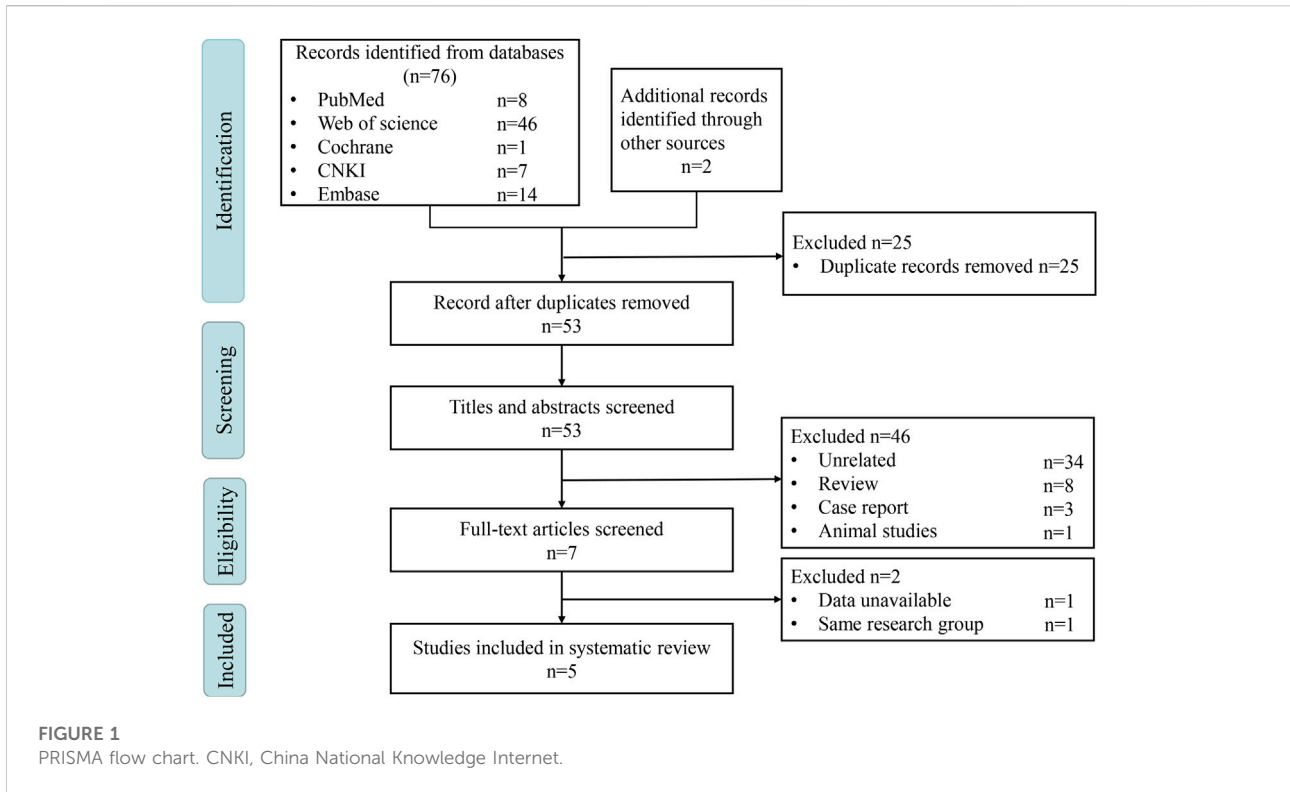 Identification
Records identified from databases
(n=76)
• PubMed n=8
• Web of science n=46
• Cochrane n=1
• CNKI n=7
• Embase n=14
Additional records
identified through
other sources
n=2
Excluded n=25
• Duplicate records removed n=25
Record after duplicates removed
n=53
Screening
Titles and abstracts screened
n=53
Excluded n=46
• Unrelated n=34
• Review n=8
• Case report n=3
• Animal studies n=1
Eligibility
Full-text articles screened
n=7
Excluded n=2
• Data unavailable n=1
• Same research group n=1
Included
Studies included in systematic review
n=5
FIGURE 1
PRISMA flow chart. CNKI, China National Knowledge Internet.